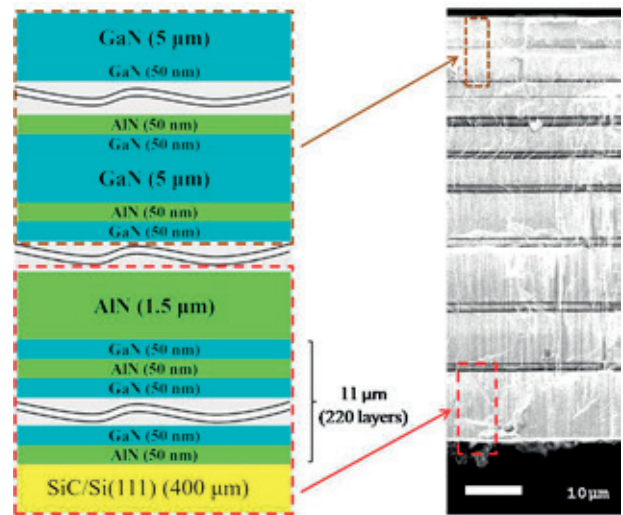 GaN (5 μm)
GaN (50 nm)
AlN (50 nm)
GaN (50 nm)
GaN (5 μm)
AlN (50 nm)
GaN (50 nm)
AlN (1.5 μm)
GaN (50 nm)
AlN (50 nm)
GaN (50 nm)
GaN (50 nm)
AlN (50 nm)
SiC/Si(111) (400 μm)
11 μm
(220 layers)
10μm